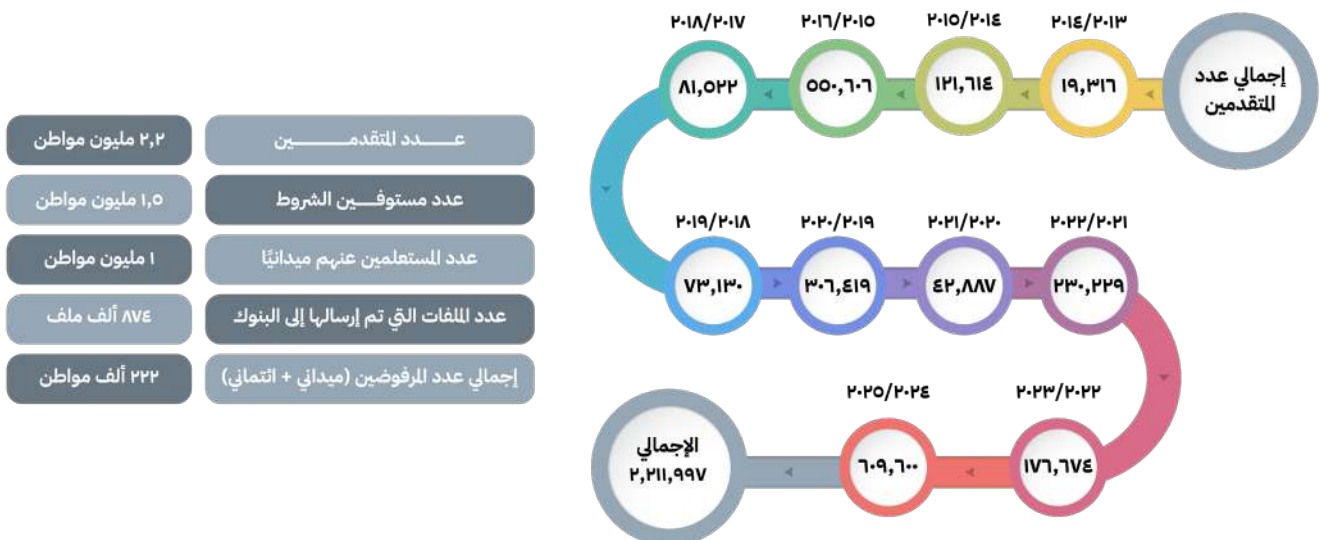 إجمالي عدد
المتقدمين
٢٠١٤/٢٠١٣
١٩,٣١٦
٢٠١٥/٢٠١٤
١٢١,٦١٤
٢٠١٦/٢٠١٥
٥٥٠,٦٠٦
٢٠١٨/٢٠١٧
٨١,٥٢٢
٢٠١٩/٢٠١٨
٧٣,١٣٠
٢٠٢٠/٢٠١٩
٣٠٦,٤١٩
٢٠٢١/٢٠٢٠
٤٢,٨٨٧
٢٠٢٢/٢٠٢١
٢٣٠,٢٢٩
٢٠٢٣/٢٠٢٢
١٧٦,٦٧٤
٢٠٢٥/٢٠٢٤
٦٠٩,٦٠٠
الإجمالي
٢,٢١١,٩٩٧
عـــــدد المتقدمـــــــــين ٢,٢ مليون مواطن
عدد مستوفـــين الشروط ١,٥ مليون مواطن
عدد المستعلمين عنهم ميدانيًا ١ مليون مواطن
عدد الملفات التي تم إرسالها إلى البنوك ٨٧٤ ألف ملف
إجمالي عدد المرفوضين (ميداني + ائتماني) ٢٢٢ ألف مواطن